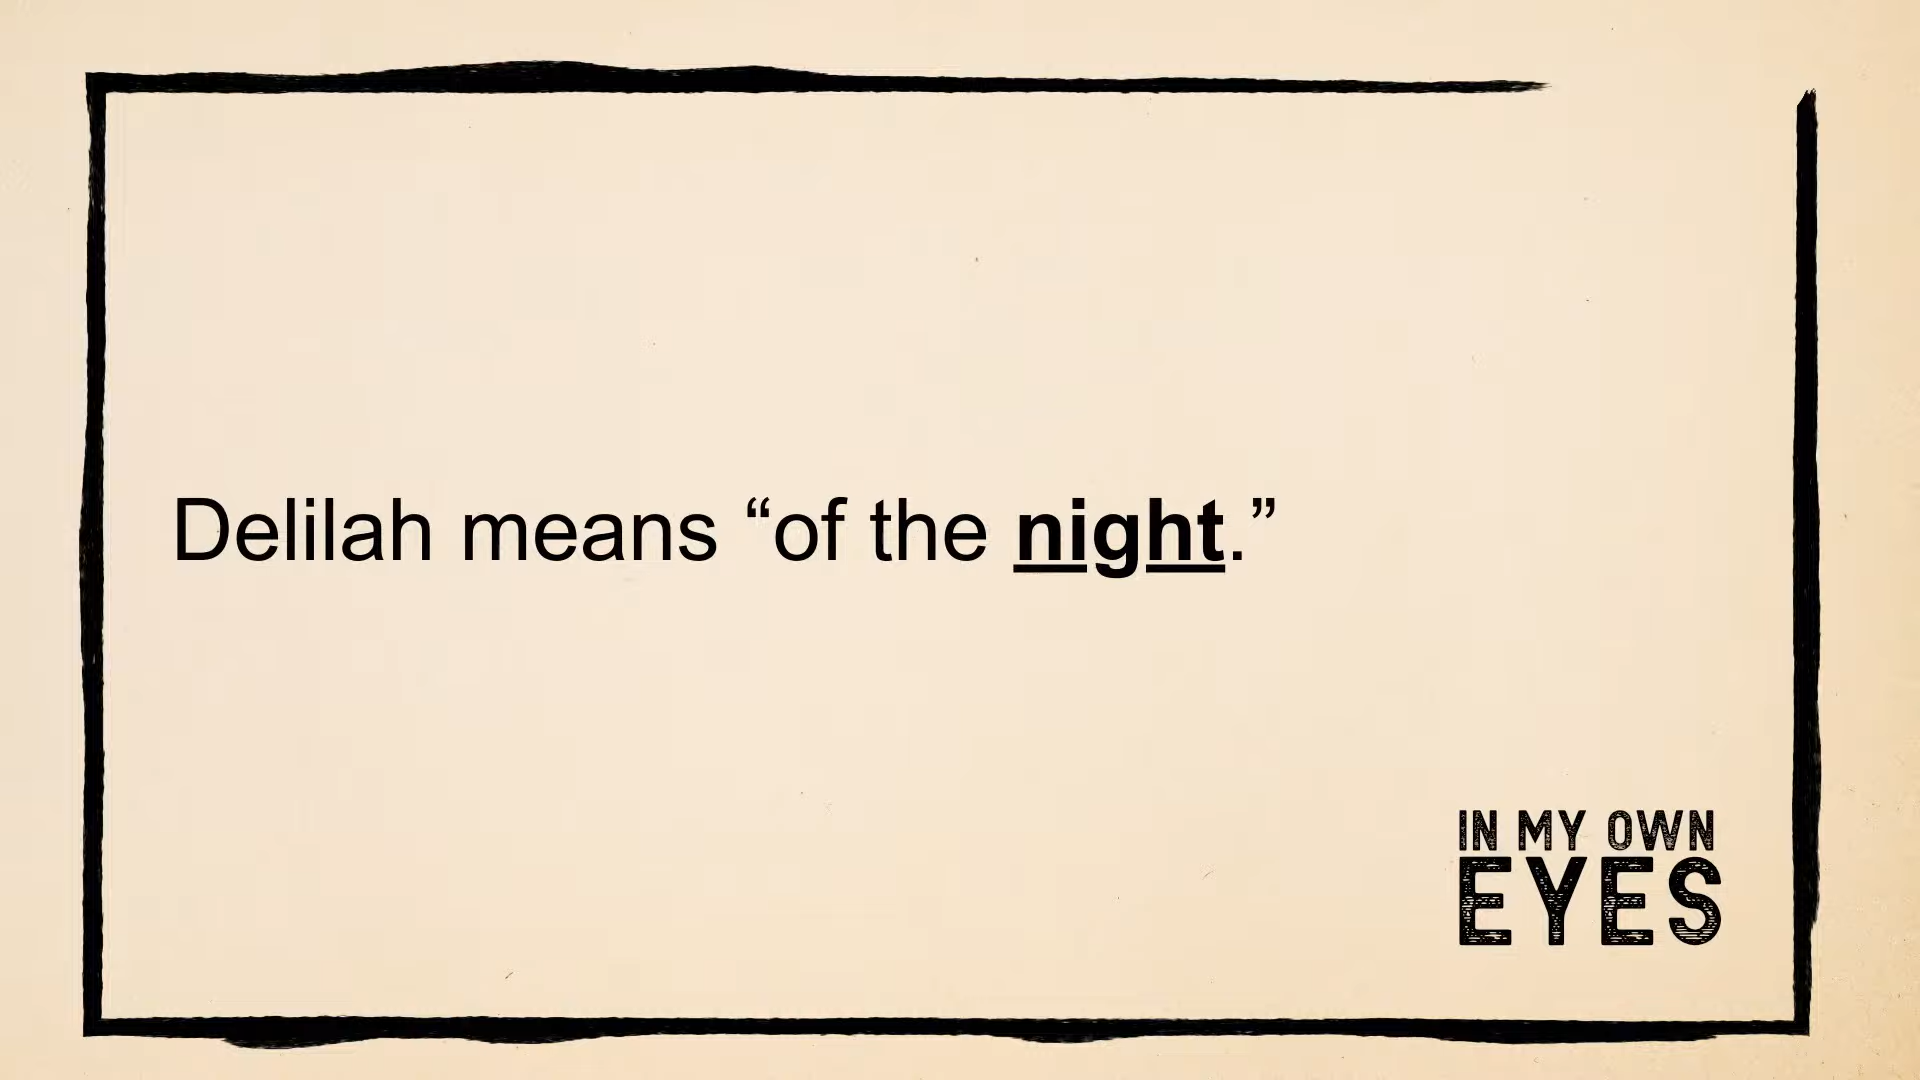 Delilah means “of the night.”
IN MY OWN
EYES